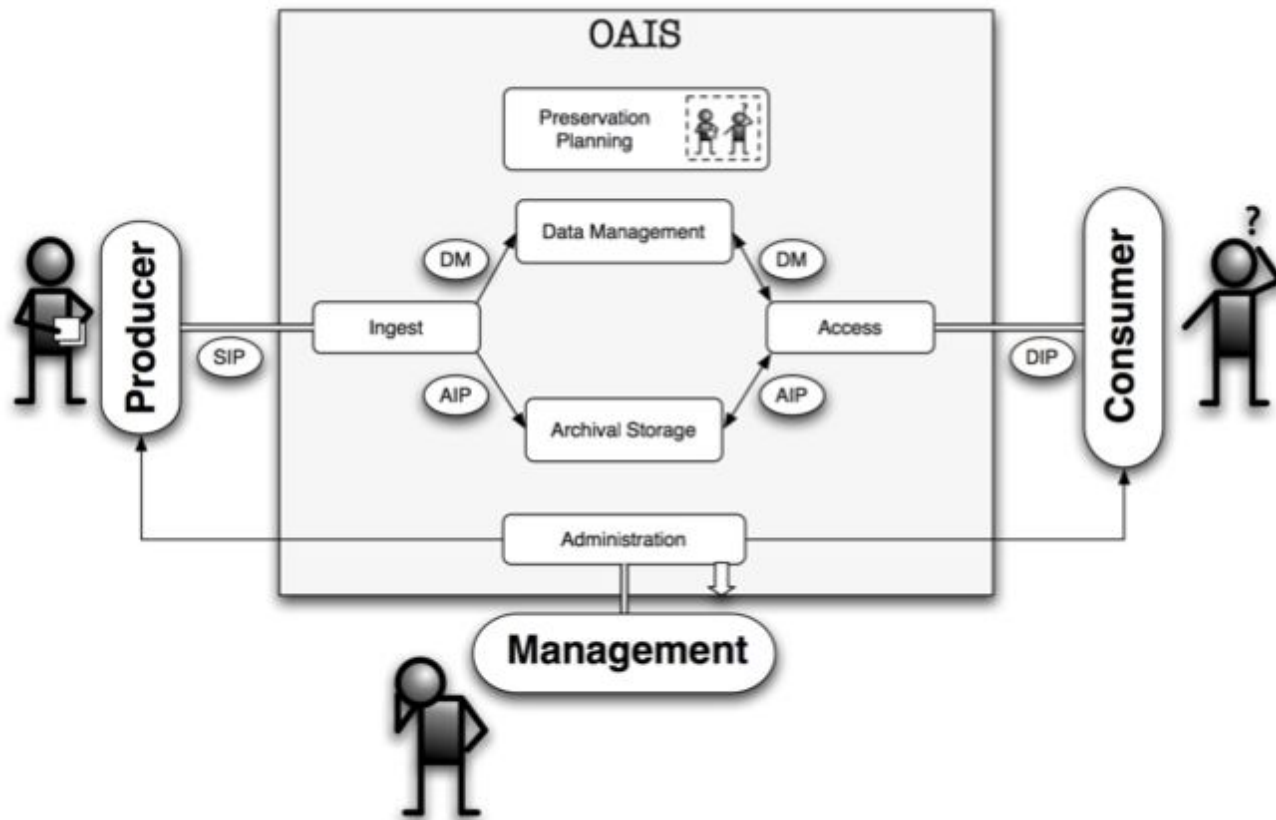 OAIS
Preservation
Planning
?
Data Management
DM
DM
?
Producer
Ingest
Access
Consumer
SIP
DIP
AIP
AIP
Archival Storage
Administration
Management